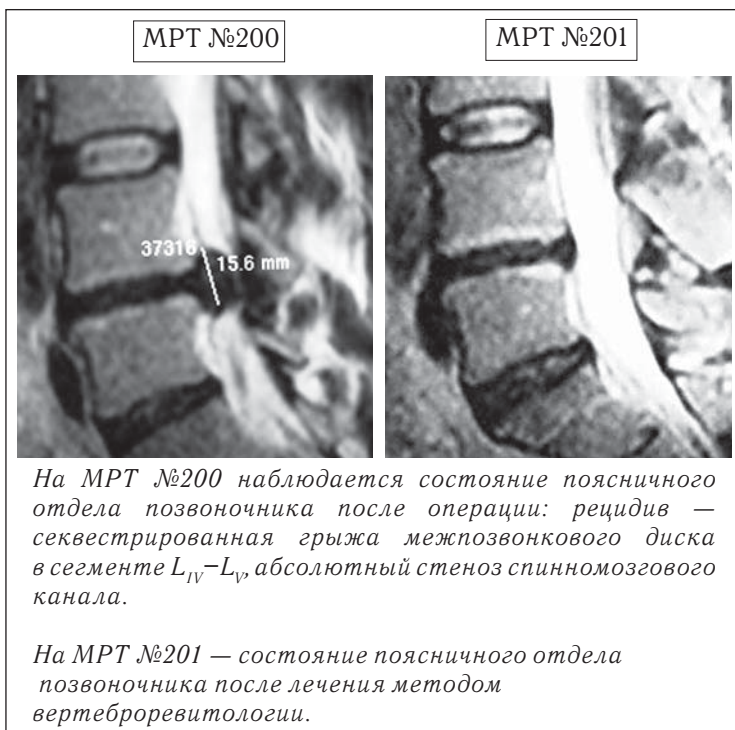 МРТ №200
МРТ №201
37316
15.6 mm
На МРТ №200 наблюдается состояние поясничного
отдела позвоночника после операции: рецидив —
секвестрированная грыжа межпозвонкового диска
в сегменте L_IV–L_V, абсолютный стеноз спинномозгового
канала.
На МРТ №201 — состояние поясничного отдела
позвоночника после лечения методом
вертеброревитологии.